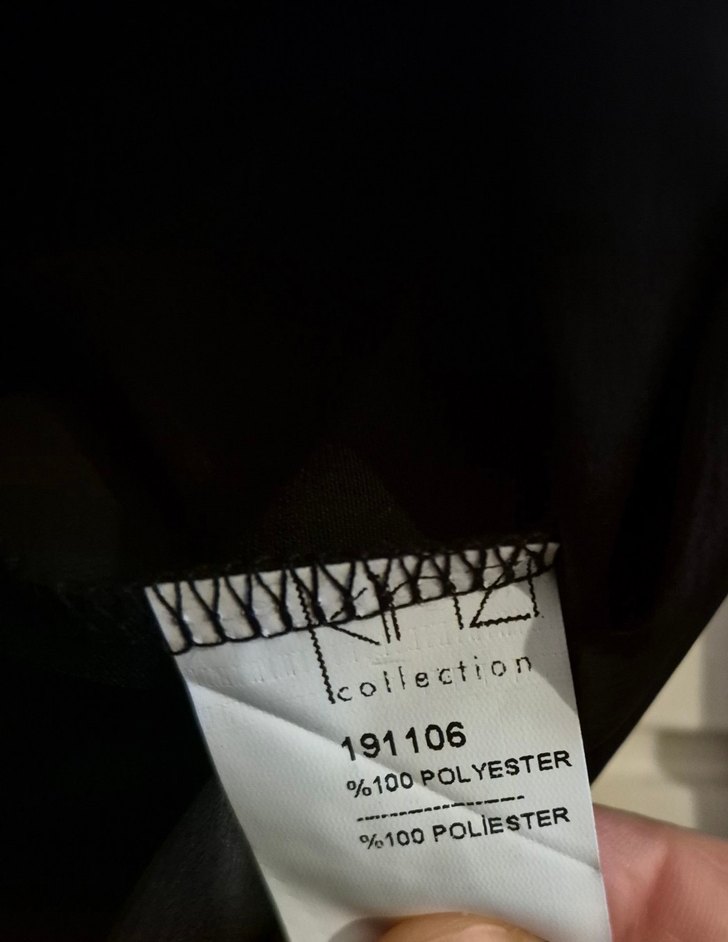 collection
191106
%100 POLYESTER
%100 POLİESTER